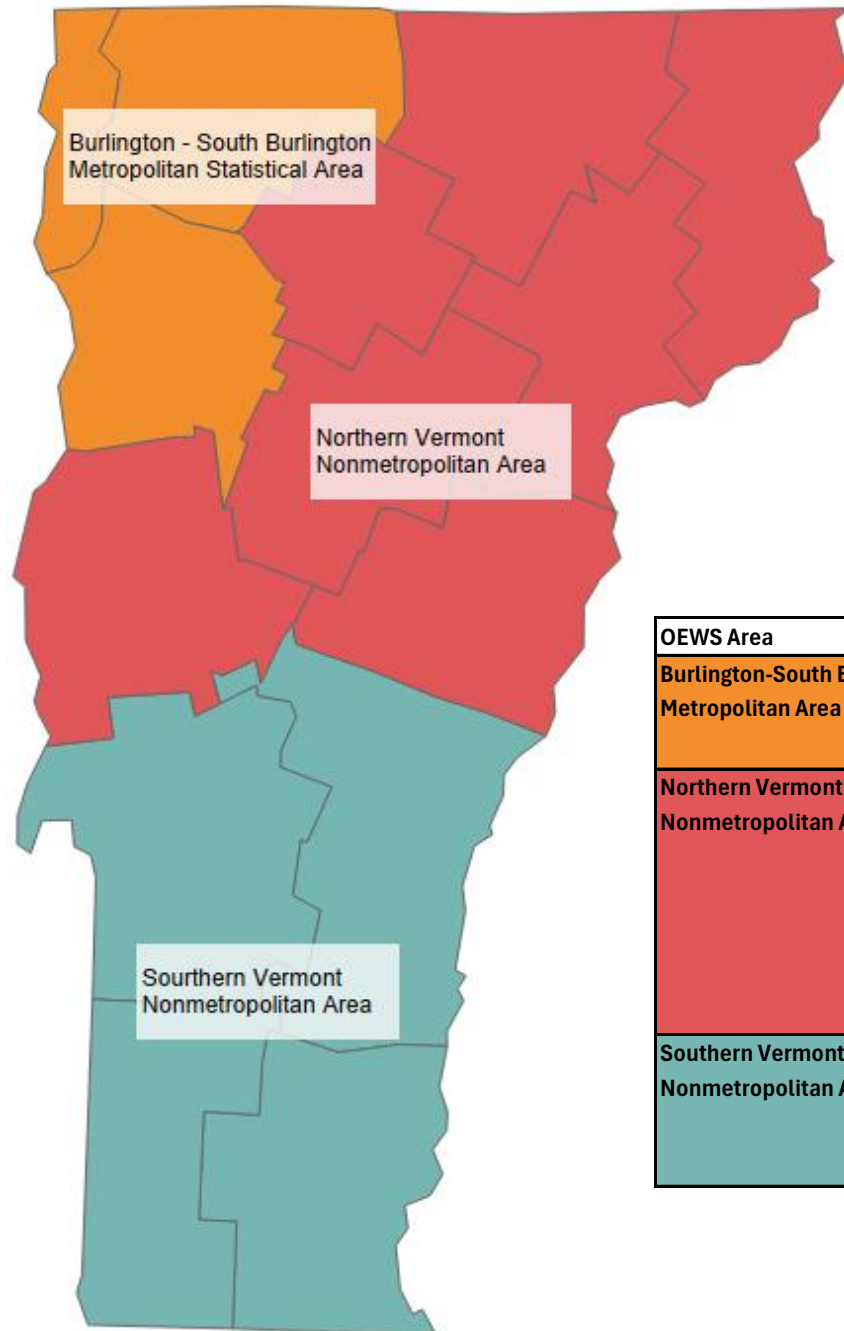 Burlington - South Burlington
Metropolitan Statistical Area
Northern Vermont
Nonmetropolitan Area
Sourthern Vermont
Nonmetropolitan Area
OEWS Area
Burlington-South
Metropolitan Area
Northern Vermont
Nonmetropolitan
Southern Vermont
Nonmetropolitan